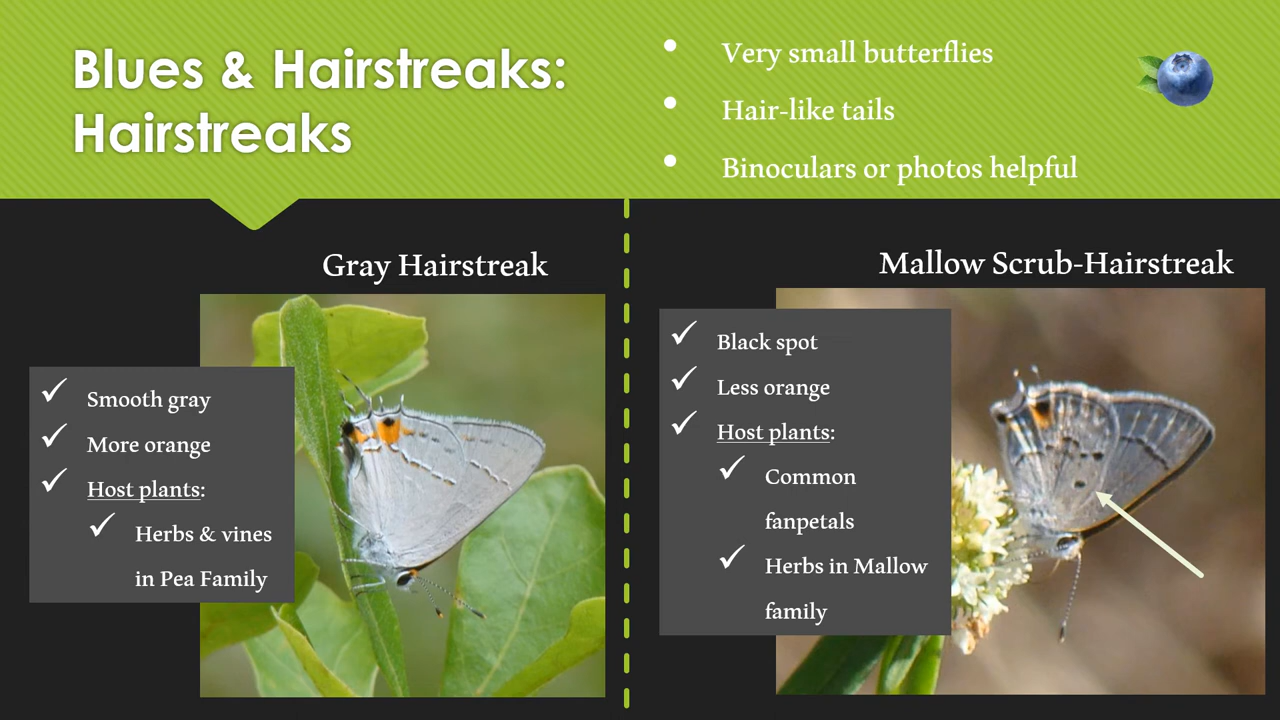 Blues & Hairstreaks:
Hairstreaks
• Very small butterflies
• Hair-like tails
• Binoculars or photos helpful
Gray Hairstreak
✓ Smooth gray
✓ More orange
✓ Host plants:
✓ Herbs & vines
in Pea Family
Mallow Scrub-Hairstreak
✓ Black spot
✓ Less orange
✓ Host plants:
✓ Common
fanpetals
✓ Herbs in Mallow
family